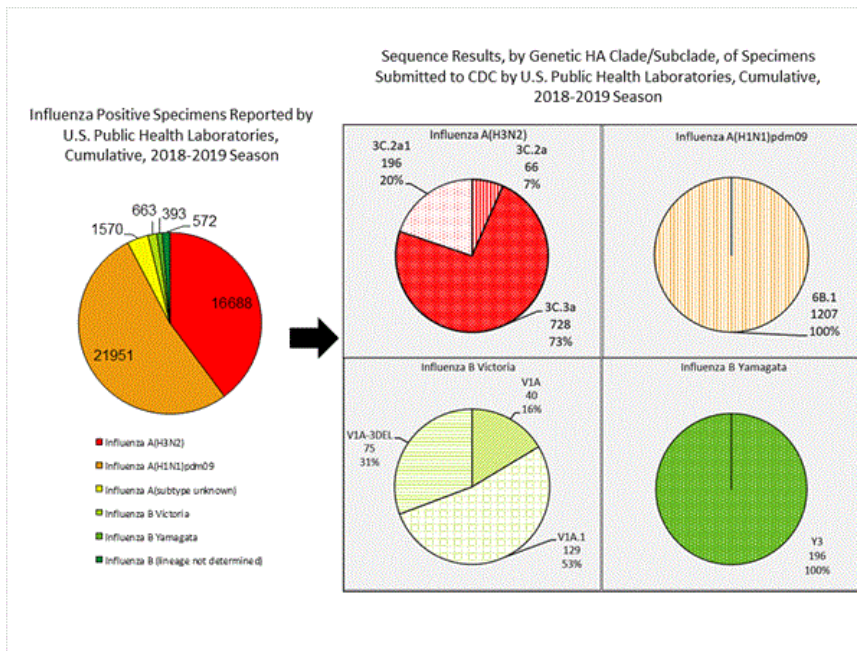 Influenza Positive Specimens Reported by
U.S. Public Health Laboratories,
Cumulative, 2018-2019 Season
663
393
572
1570
16688
21951
Influenza A(H3N2)
Influenza A(H1N1)pdm09
Influenza A(subtype unknown)
Influenza B Victoria
Influenza B Yamagata
Influenza B (lineage not determined)
Sequence Results, by Genetic HA Clade/Subclade, of Specimens
Submitted to CDC by U.S. Public Health Laboratories, Cumulative,
2018-2019 Season
Influenza A(H3N2)
3C.2a1
196
20%
3C.2a
66
7%
3C.3a
728
73%
Influenza A(H1N1)pdm09
6B.1
1207
100%
Influenza B Victoria
V1A
40
16%
V1A-3DEL
75
31%
V1A.1
129
53%
Influenza B Yamagata
Y3
196
100%